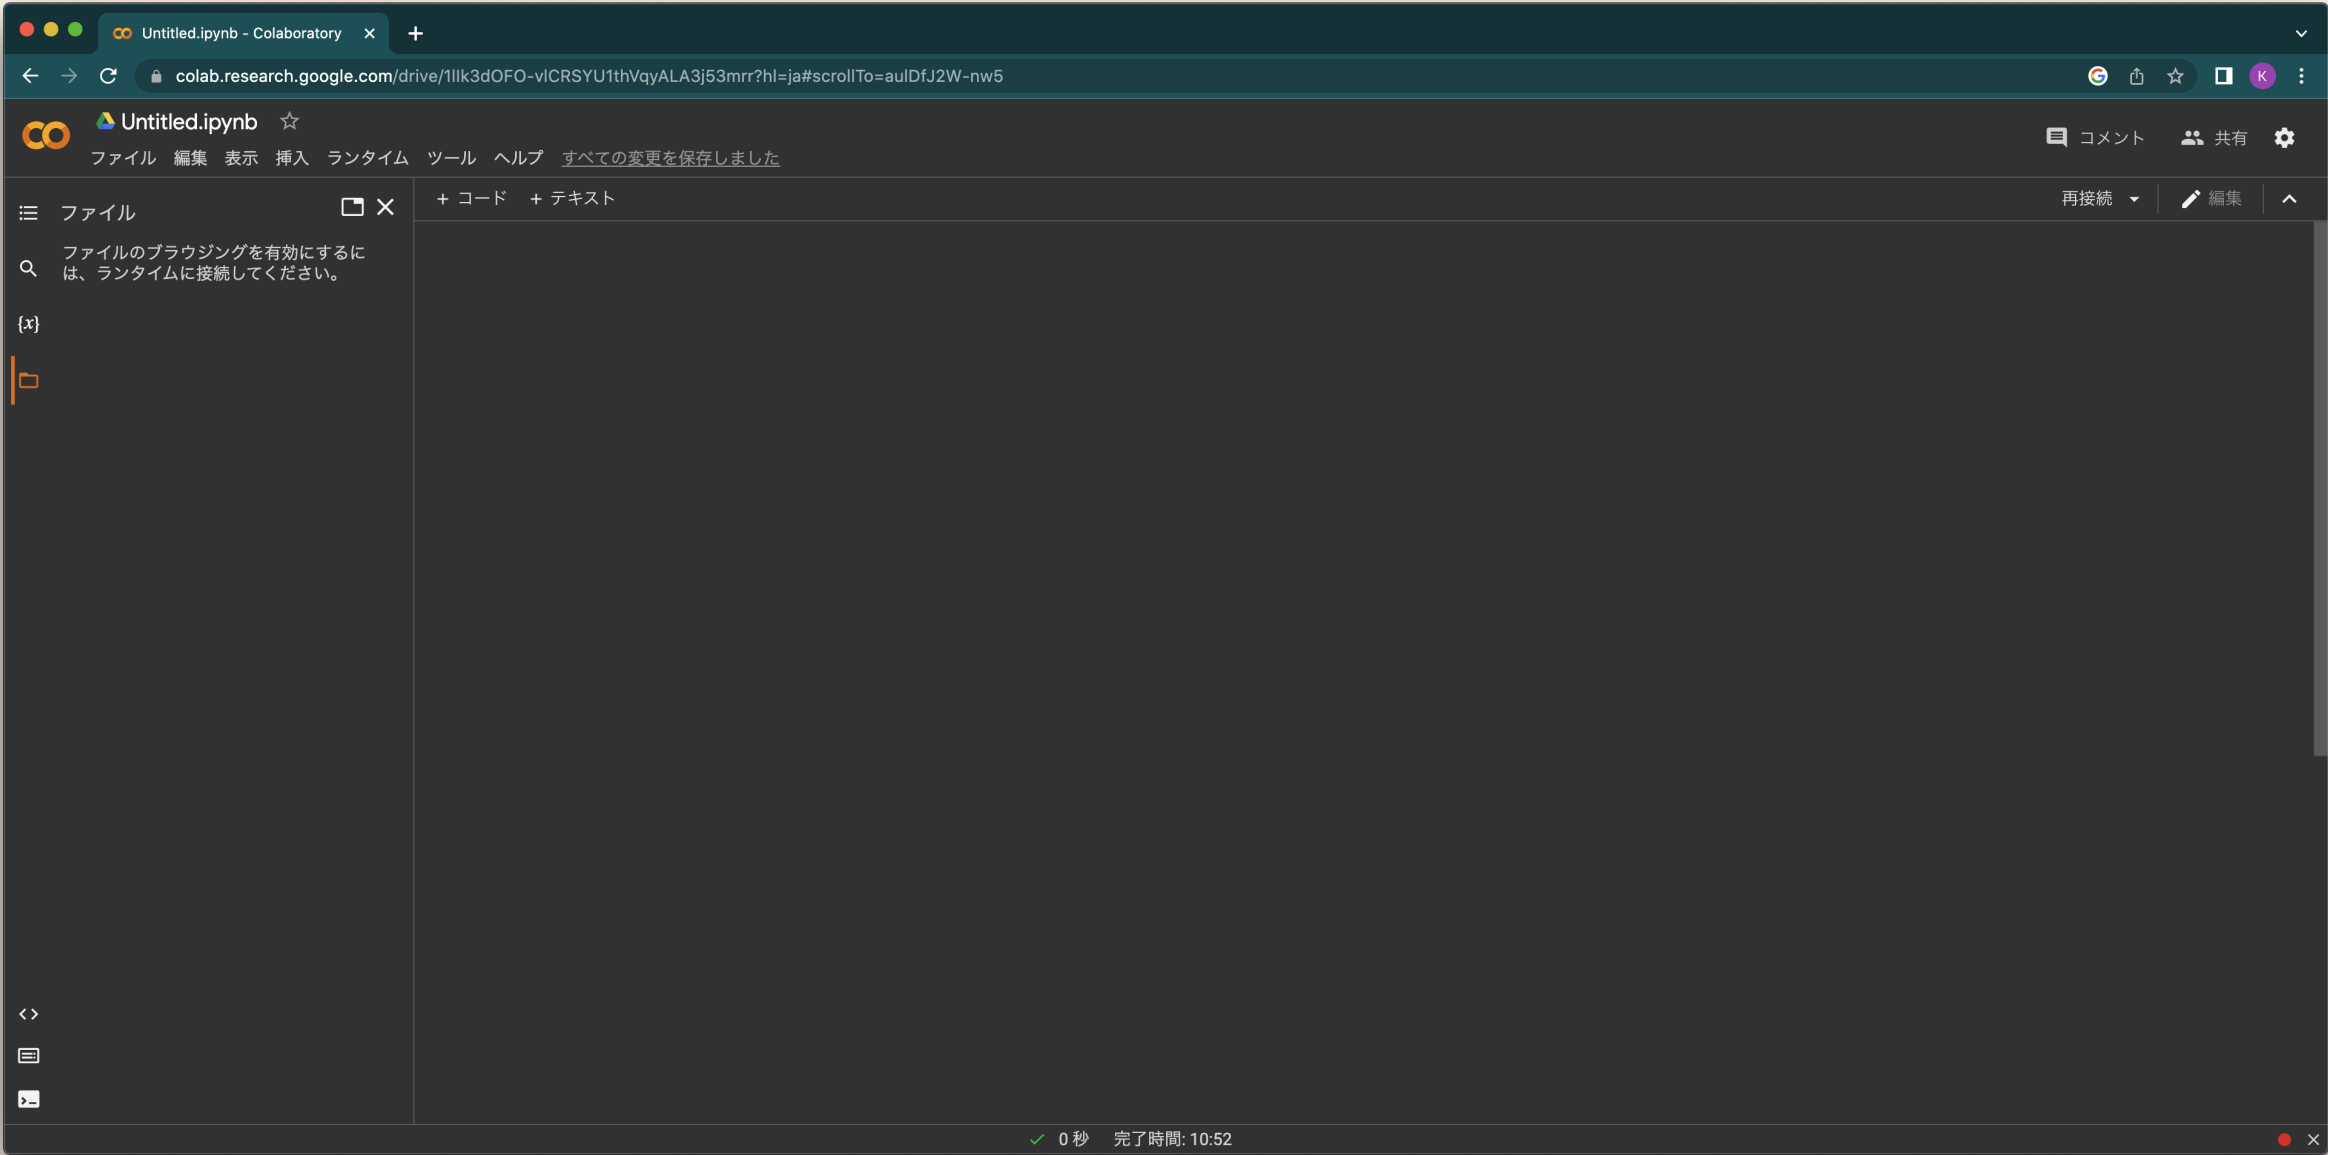 Untitled.ipynb - Colaboratory
colab.research.google.com/drive/1lIk3dOFO-vlCRSYU1thVqyALA3j53mrr?hl=ja#scrollTo=aulDfJ2W-nw5
K
Untitled.ipynb
コメント 共有
ファイル 編集 表示 挿入 ランタイム ツール ヘルプ すべての変更を保存しました
ファイル
+ コード + テキスト
再接続 編集
ファイルのブラウジングを有効にするに
は、ランタイムに接続してください。
{x}
0 秒 完了時間: 10:52